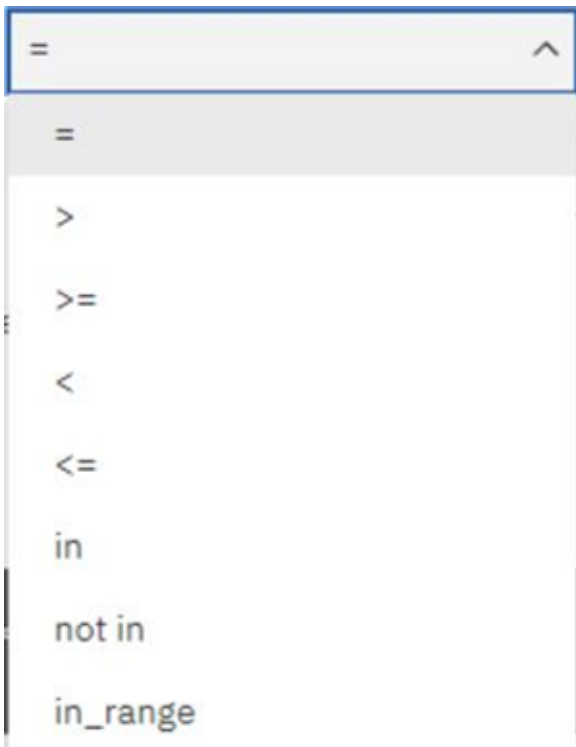 =
=
>
>=
<
<=
in
not in
in_range